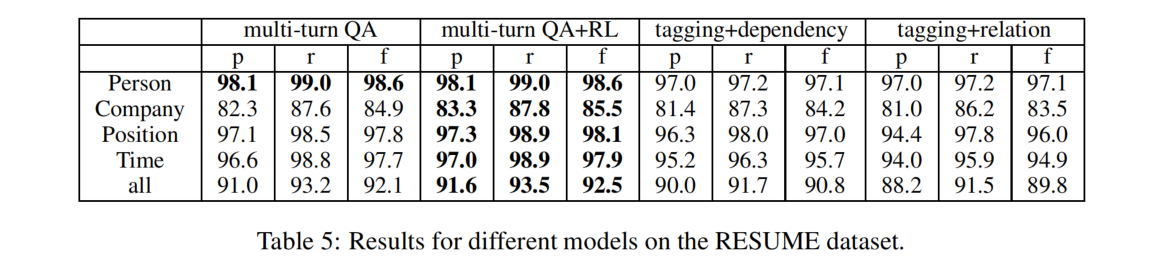 multi-turn QA multi-turn QA+RL tagging+dependency tagging+relation
p r f p r f p r f p r f
Person 98.1 99.0 98.6 98.1 99.0 98.6 97.0 97.2 97.1 97.0 97.2 97.1
Company 82.3 87.6 84.9 83.3 87.8 85.5 81.4 87.3 84.2 81.0 86.2 83.5
Position 97.1 98.5 97.8 97.3 98.9 98.1 96.3 98.0 97.0 94.4 97.8 96.0
Time 96.6 98.8 97.7 97.0 98.9 97.9 95.2 96.3 95.7 94.0 95.9 94.9
all 91.0 93.2 92.1 91.6 93.5 92.5 90.0 91.7 90.8 88.2 91.5 89.8
Table 5: Results for different models on the RESUME dataset.